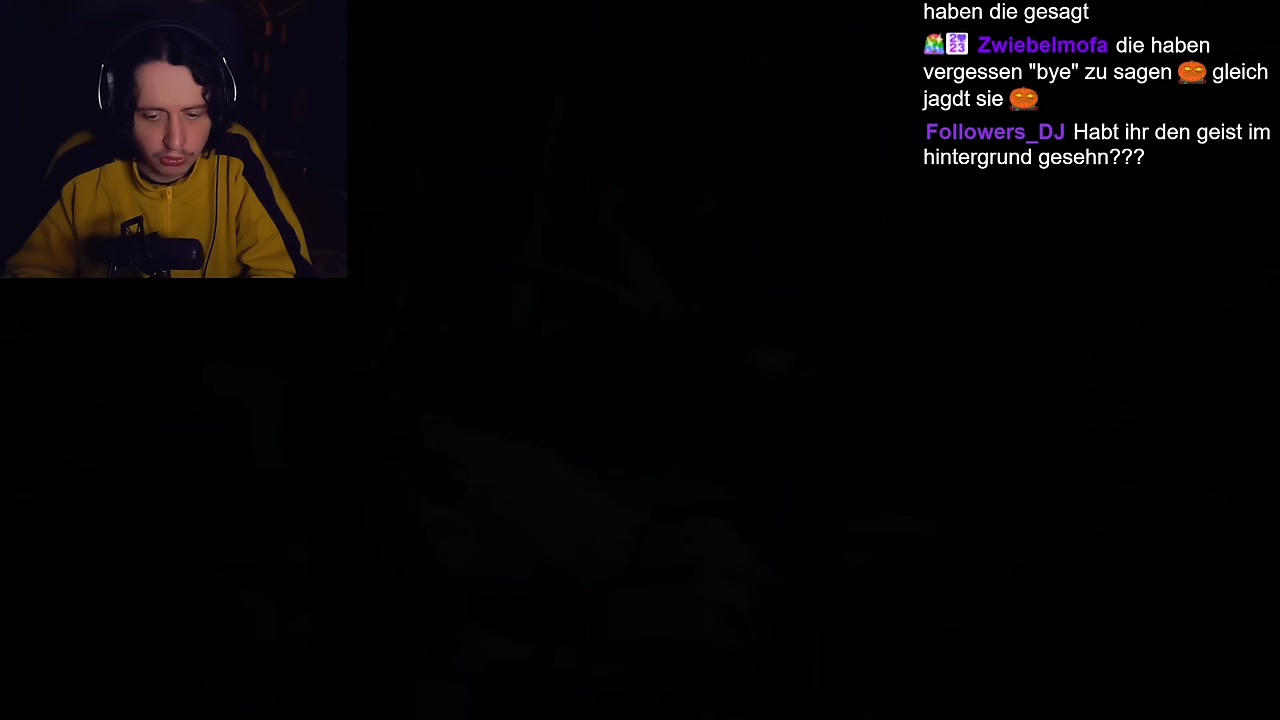 haben die gesagt
Zwiebelmofa die haben
vergessen "bye" zu sagen 🎃 gleich
jagdt sie 🎃
Followers_DJ Habt ihr den geist im
hintergrund gesehn???